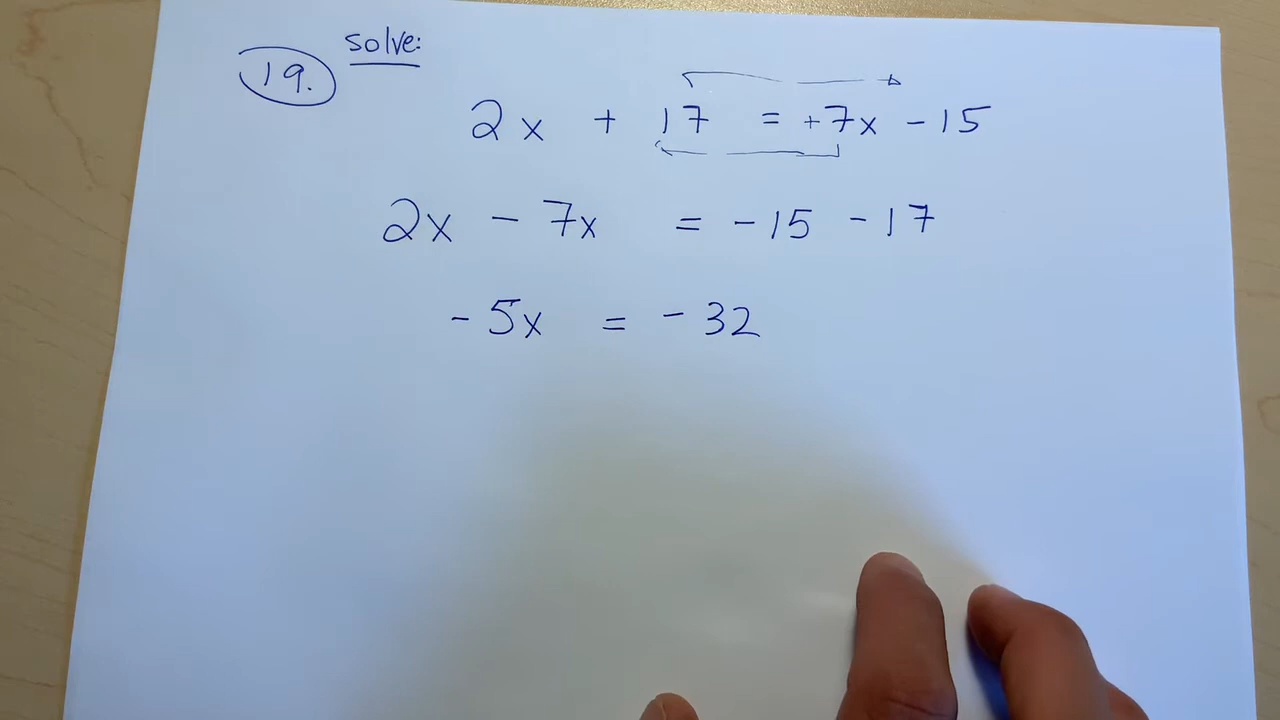 19. solve:
2x + 17 = +7x - 15
2x - 7x = -15 - 17
-5x = -32